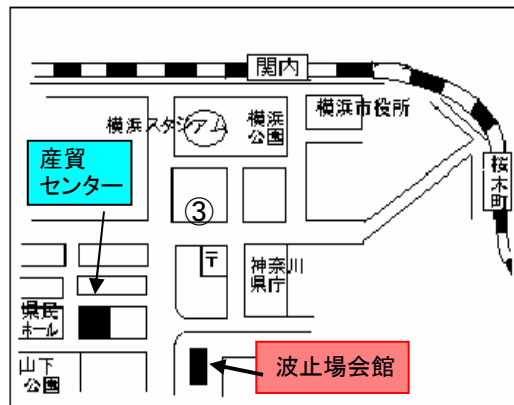 関内
横浜スタジアム
横浜
公園
横浜市役所
桜木町
産貿
センター
③
〒
神奈川
県庁
県民
ホール
山下
公園
波止場会館